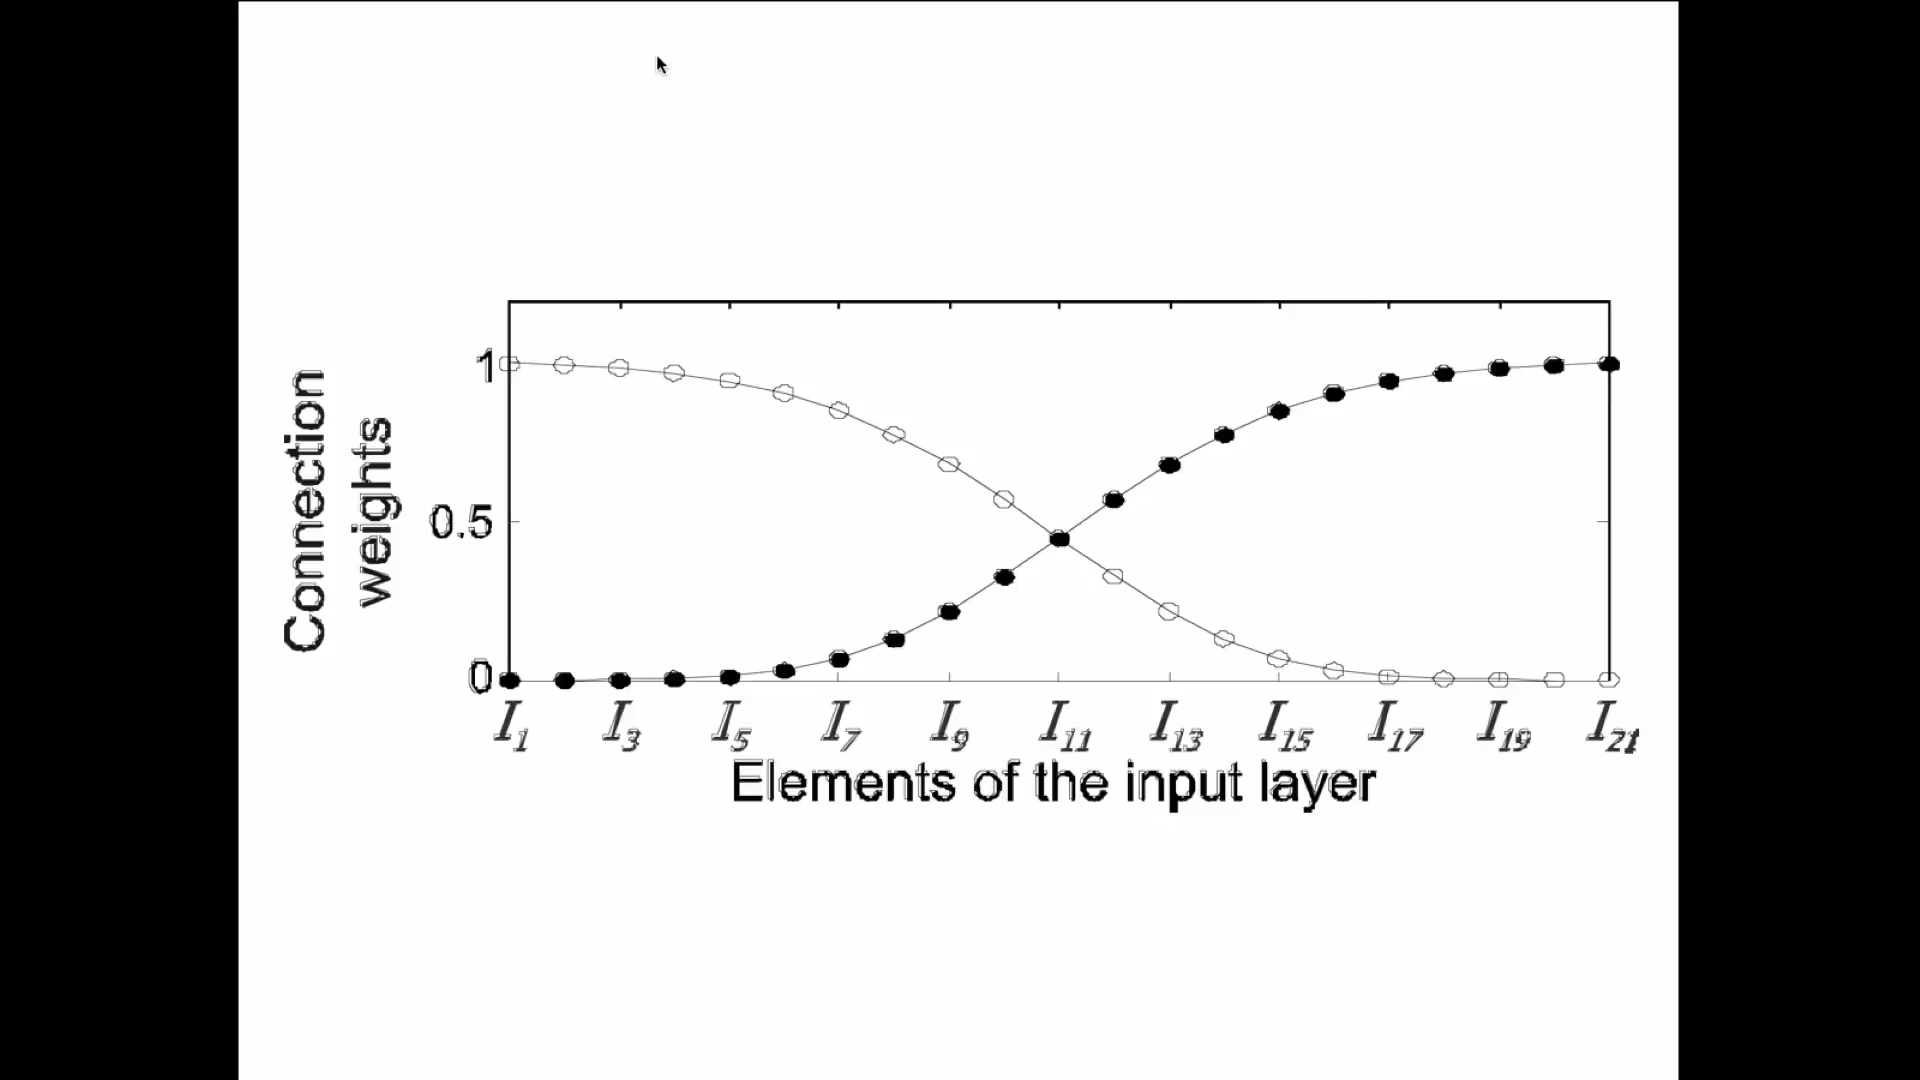 Connection
weights
1
0.5
0
I1 I3 I5 I7 I9 I11 I13 I15 I17 I19 I21
Elements of the input layer